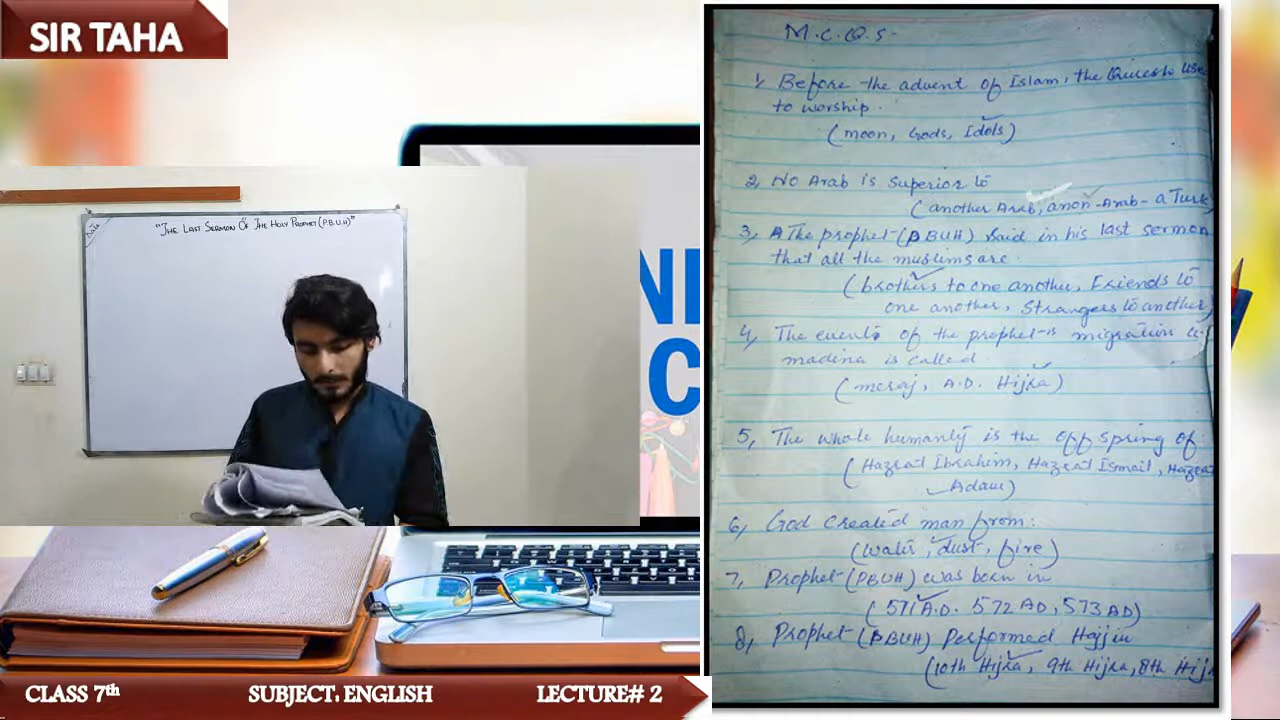 SIR TAHA
"THE LAST SERMON OF THE HOLY PROPHET (P.B.U.H)"
NI
C
CLASS 7th
SUBJECT: ENGLISH
LECTURE# 2
M.C.Q.S.
1, Before the advent of Islam, the
to worship.
(moon, Gods, Idols)
2, No Arab is superior to
(another Arab, anon-Arab- a Turk
3, The prophet (PBUH) said in his last sermon
that all the muslims are.
(brothers to one another, Friends to
one another, Strangers to another)
4, The events of the prophet-is migration
madina is called.
(meraj, A.D. Hijra)
5, The whole humanly is the off spring of:
(Hazrat Ibrahim, Hazrat Ismail, Hazrat
Adam)
6, God created man from:
(water, dust, fire)
7, Prophet (PBUH) was born in
(571 A.D. 572 AD, 573 AD)
8, Prophet (PBUH) Performed Hajj in
(10th Hijra, 9th Hijra, 8th Hij